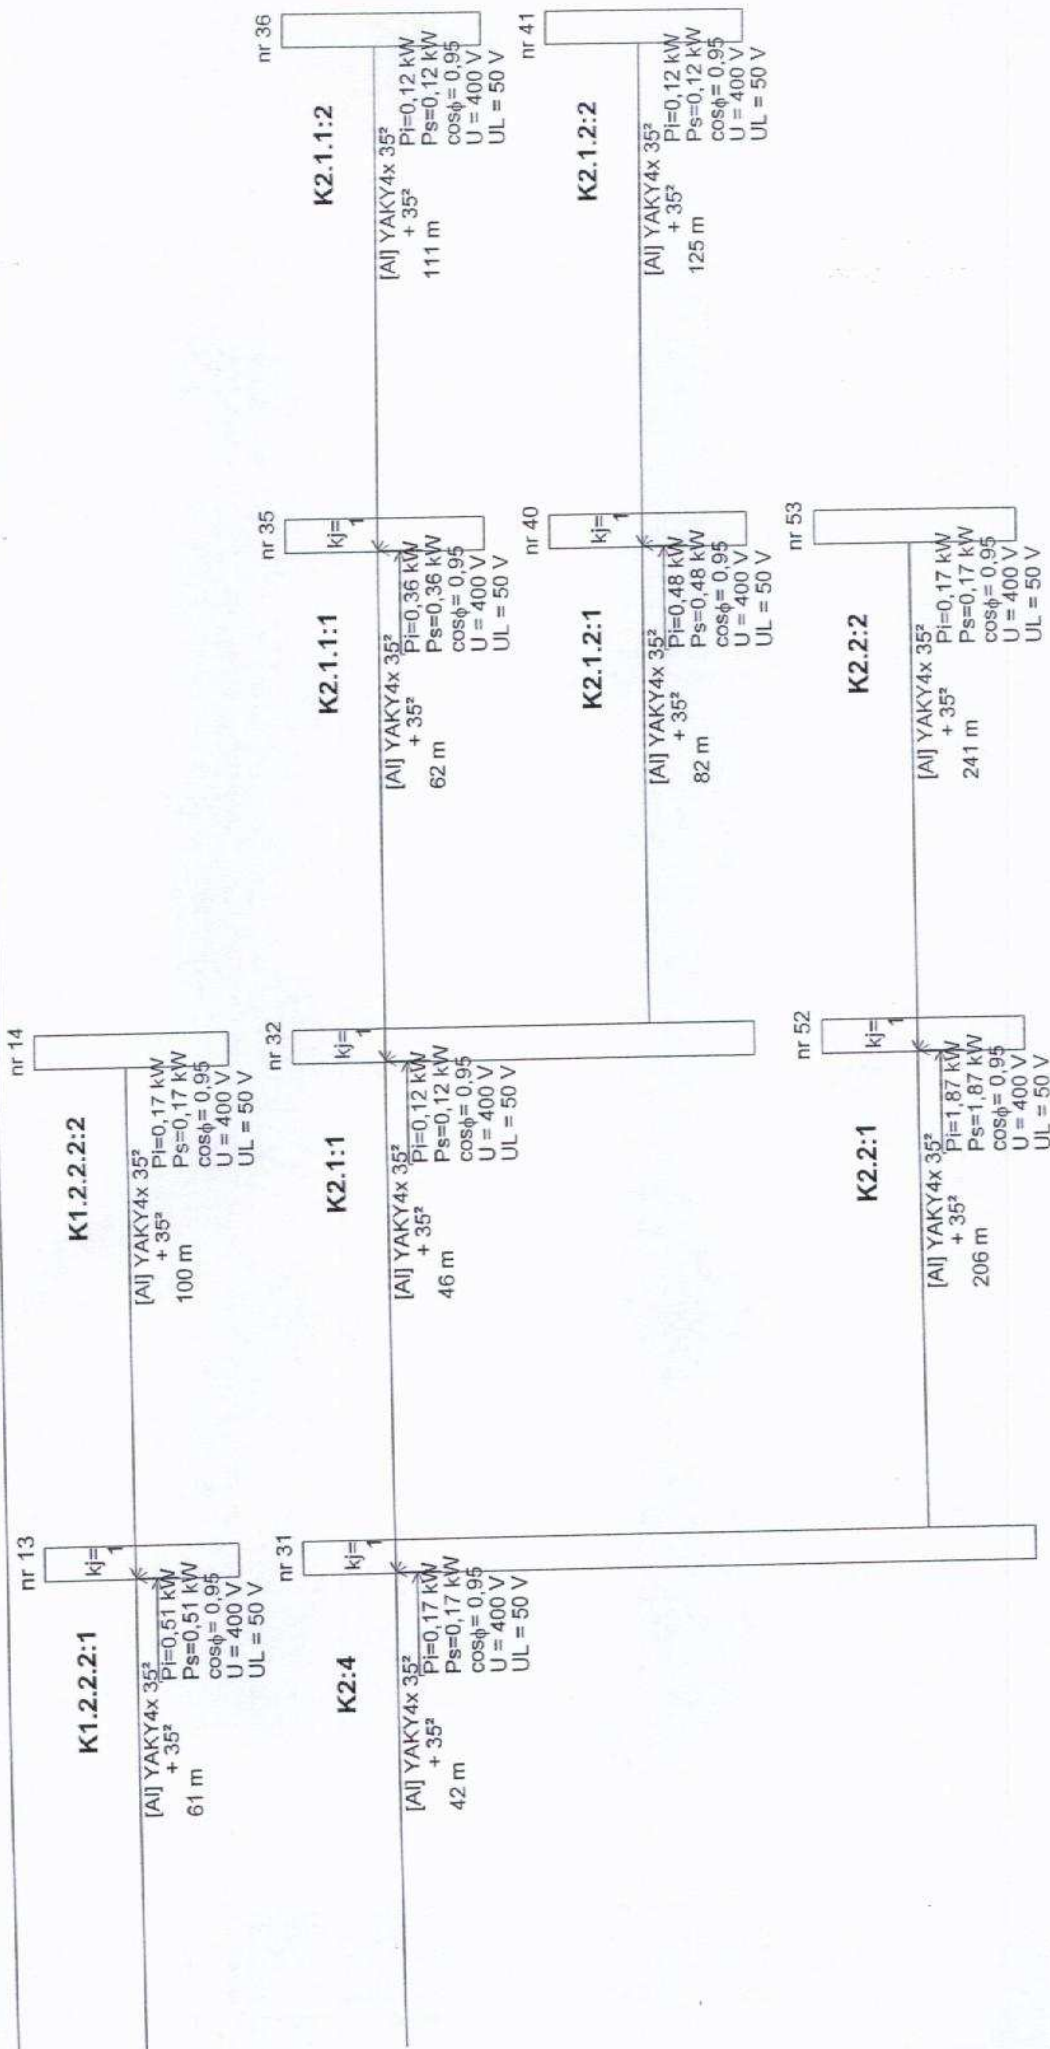 nr 13
K1.2.2.2:1
kj=
1
[Al] YAKY4x 35²
+ 35²
61 m
Pi=0,51 kW
Ps=0,51 kW
cosϕ= 0,95
U = 400 V
UL = 50 V
nr 14
K1.2.2.2:2
[Al] YAKY4x 35²
+ 35²
100 m
Pi=0,17 kW
Ps=0,17 kW
cosϕ= 0,95
U = 400 V
UL = 50 V
nr 31
K2:4
kj=
1
[Al] YAKY4x 35²
+ 35²
42 m
Pi=0,17 kW
Ps=0,17 kW
cosϕ= 0,95
U = 400 V
UL = 50 V
nr 32
K2.1:1
kj=
1
[Al] YAKY4x 35²
+ 35²
46 m
Pi=0,12 kW
Ps=0,12 kW
cosϕ= 0,95
U = 400 V
UL = 50 V
nr 35
K2.1.1:1
kj=
1
[Al] YAKY4x 35²
+ 35²
62 m
Pi=0,36 kW
Ps=0,36 kW
cosϕ= 0,95
U = 400 V
UL = 50 V
nr 36
K2.1.1:2
[Al] YAKY4x 35²
+ 35²
111 m
Pi=0,12 kW
Ps=0,12 kW
cosϕ= 0,95
U = 400 V
UL = 50 V
nr 40
K2.1.2:1
kj=
1
[Al] YAKY4x 35²
+ 35²
82 m
Pi=0,48 kW
Ps=0,48 kW
cosϕ= 0,95
U = 400 V
UL = 50 V
nr 41
K2.1.2:2
[Al] YAKY4x 35²
+ 35²
125 m
Pi=0,12 kW
Ps=0,12 kW
cosϕ= 0,95
U = 400 V
UL = 50 V
nr 52
K2.2:1
kj=
1
[Al] YAKY4x 35²
+ 35²
206 m
Pi=1,87 kW
Ps=1,87 kW
cosϕ= 0,95
U = 400 V
UL = 50 V
nr 53
K2.2:2
[Al] YAKY4x 35²
+ 35²
241 m
Pi=0,17 kW
Ps=0,17 kW
cosϕ= 0,95
U = 400 V
UL = 50 V